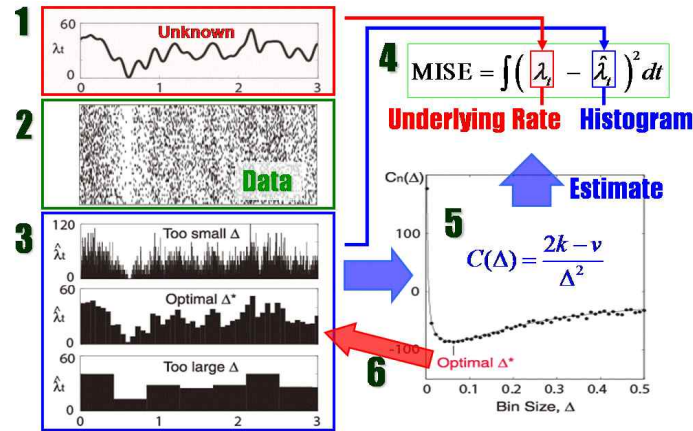 1
60
λt
0
Unknown
0
1
2
3
2
Data
3
120
λ̂t
0
Too small Δ
60
λ̂t
0
Optimal Δ*
60
λ̂t
0
Too large Δ
0
1
2
3
4
MISE = ∫( λt − λ̂t )² dt
Underlying Rate
Histogram
Estimate
5
Cn(Δ)
100
0
-100
C(Δ) = (2k − v) / Δ²
Optimal Δ*
0
0.1
0.2
0.3
0.4
0.5
Bin Size, Δ
6